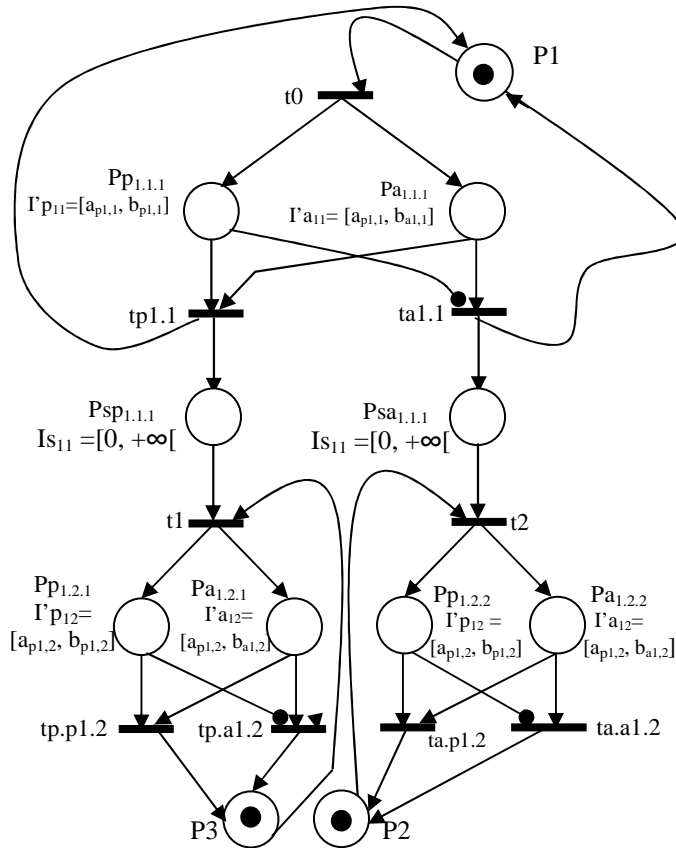 P1
t0
Pp1.1.1
I'p11=[ap1,1, bp1,1]
Pa1.1.1
I'a11= [ap1,1, ba1,1]
tp1.1
ta1.1
Psp1.1.1
Is11 =[0, +∞[
Psa1.1.1
Is11 =[0, +∞[
t1
t2
Pp1.2.1
I'p12=
[ap1,2, bp1,2]
Pa1.2.1
I'a12=
[ap1,2, ba1,2]
Pp1.2.2
I'p12 =
[ap1,2, bp1,2]
Pa1.2.2
I'a12=
[ap1,2, ba1,2]
tp.p1.2
tp.a1.2
ta.p1.2
ta.a1.2
P3
P2